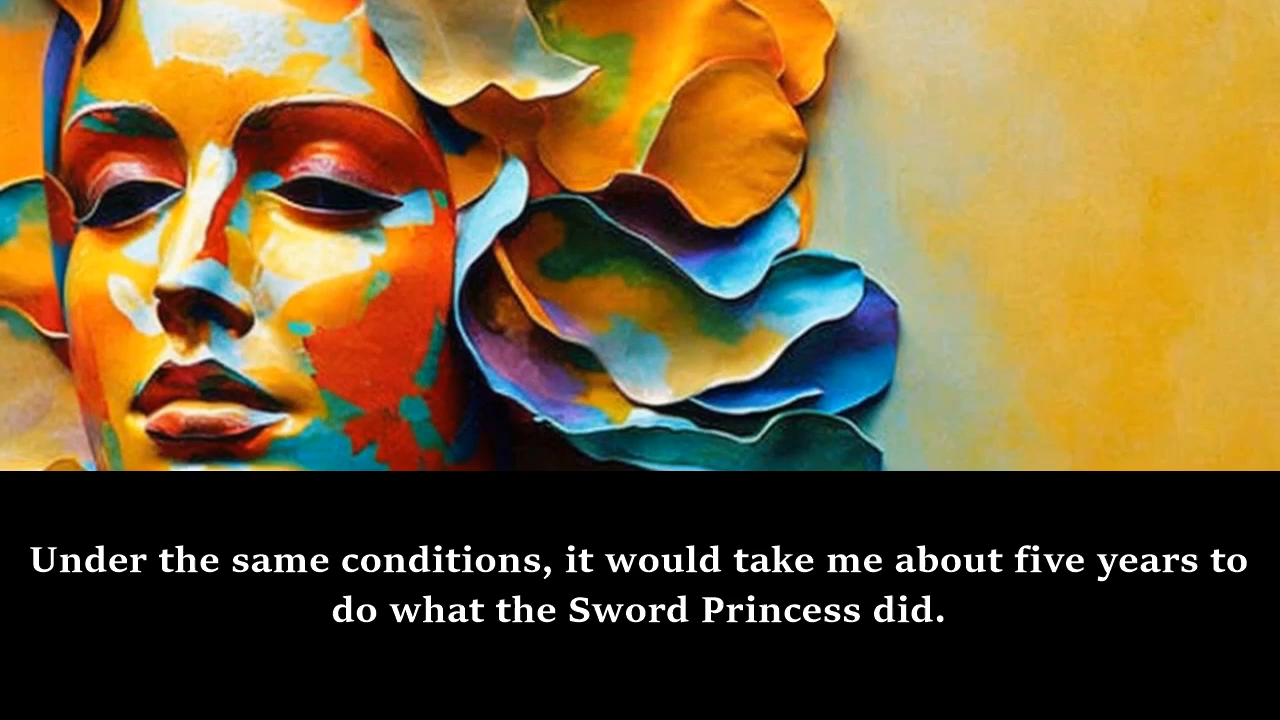 Under the same conditions, it would take me about five years to
do what the Sword Princess did.